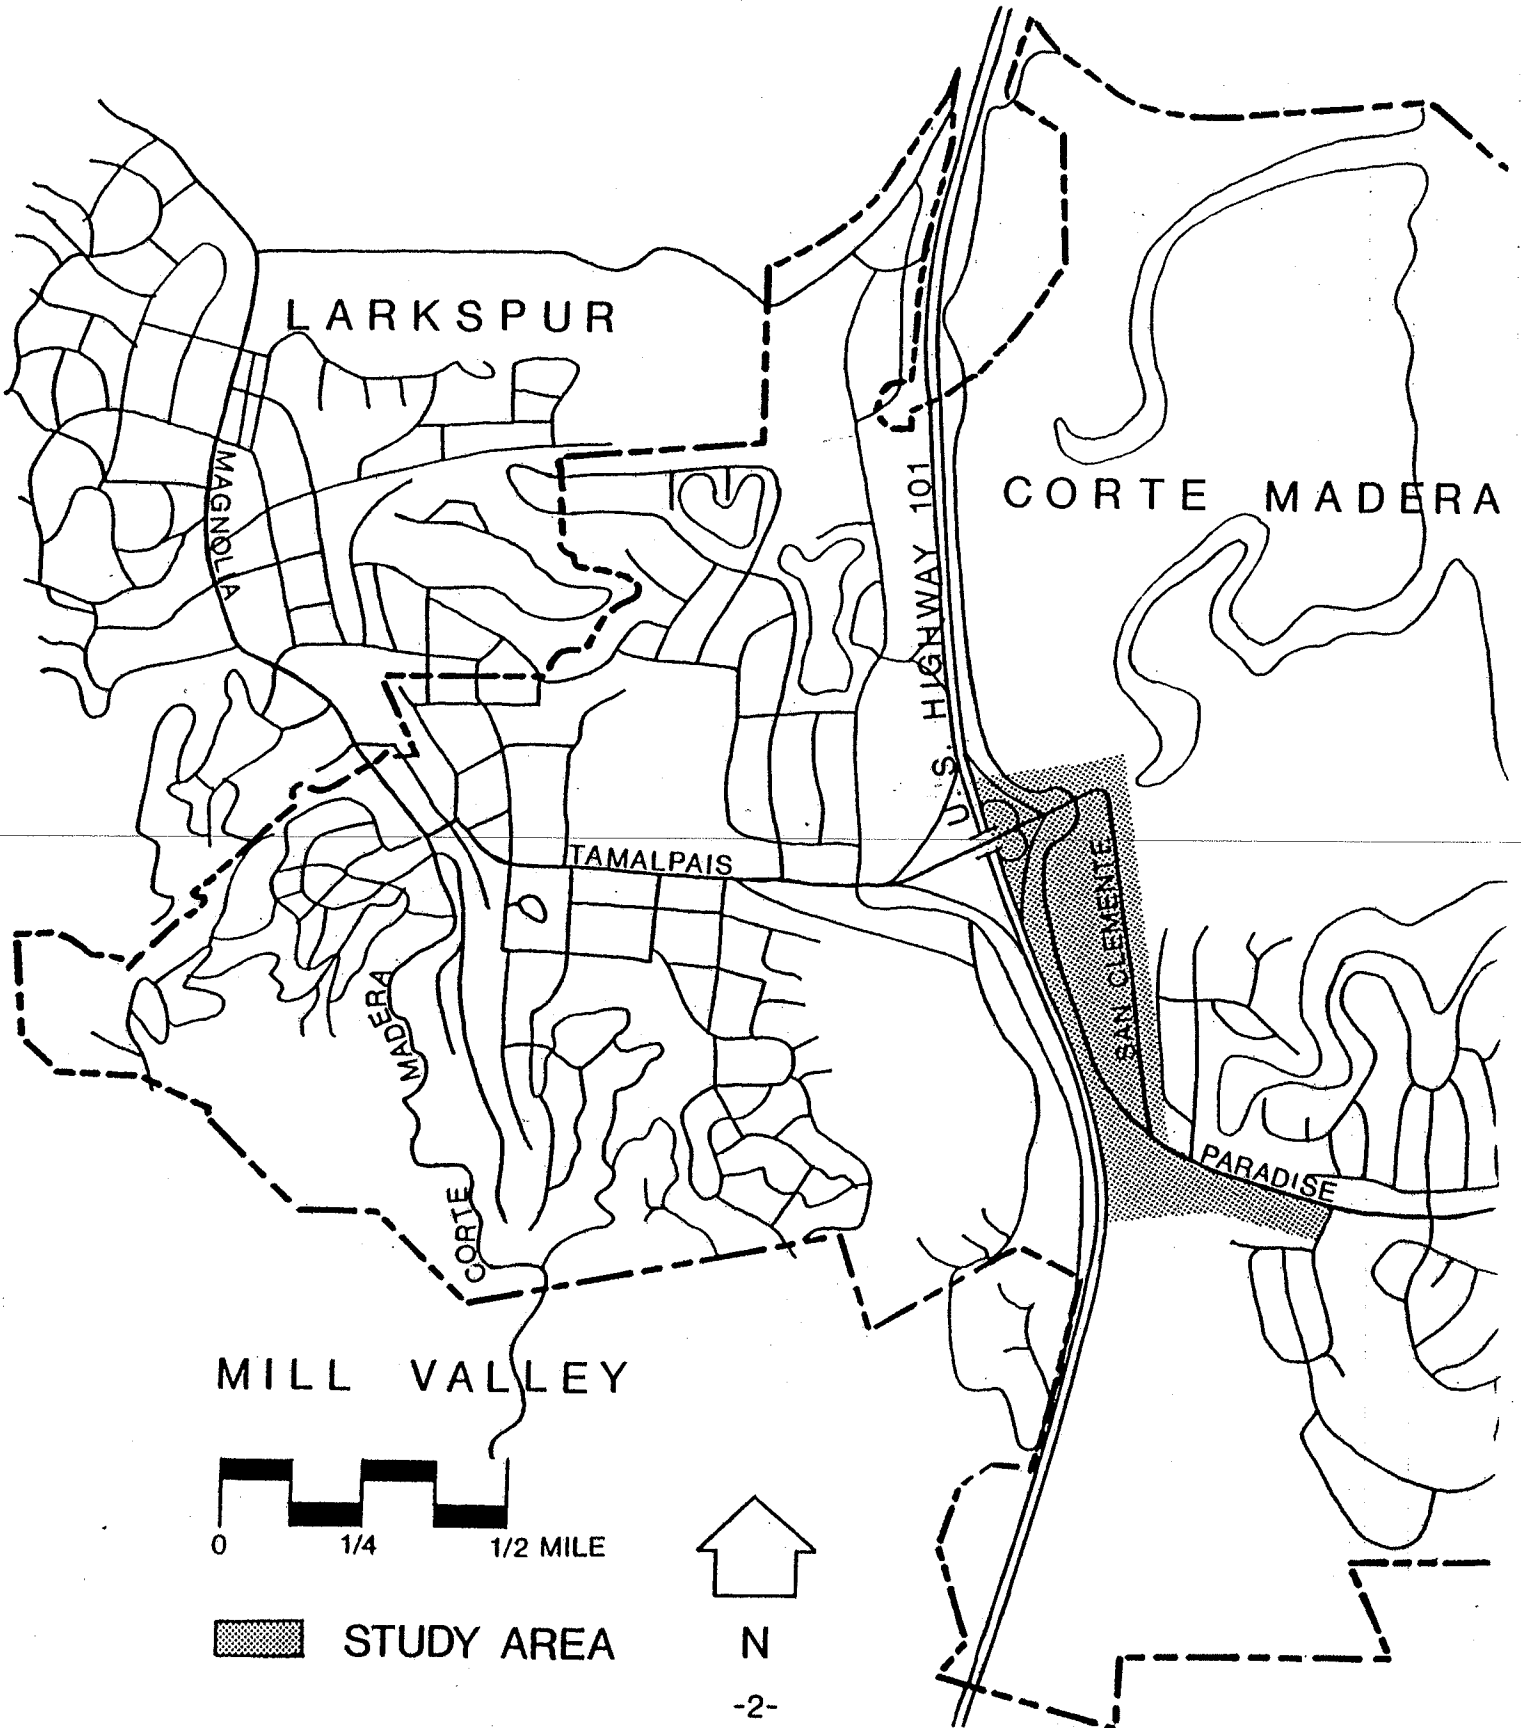 LARKSPUR
MAGNOLIA
U.S. HIGHWAY 101
CORTE MADERA
TAMALPAIS
SAN CLEMENTE
CORTE MADERA
PARADISE
MILL VALLEY
0 1/4 1/2 MILE
STUDY AREA
N
-2-